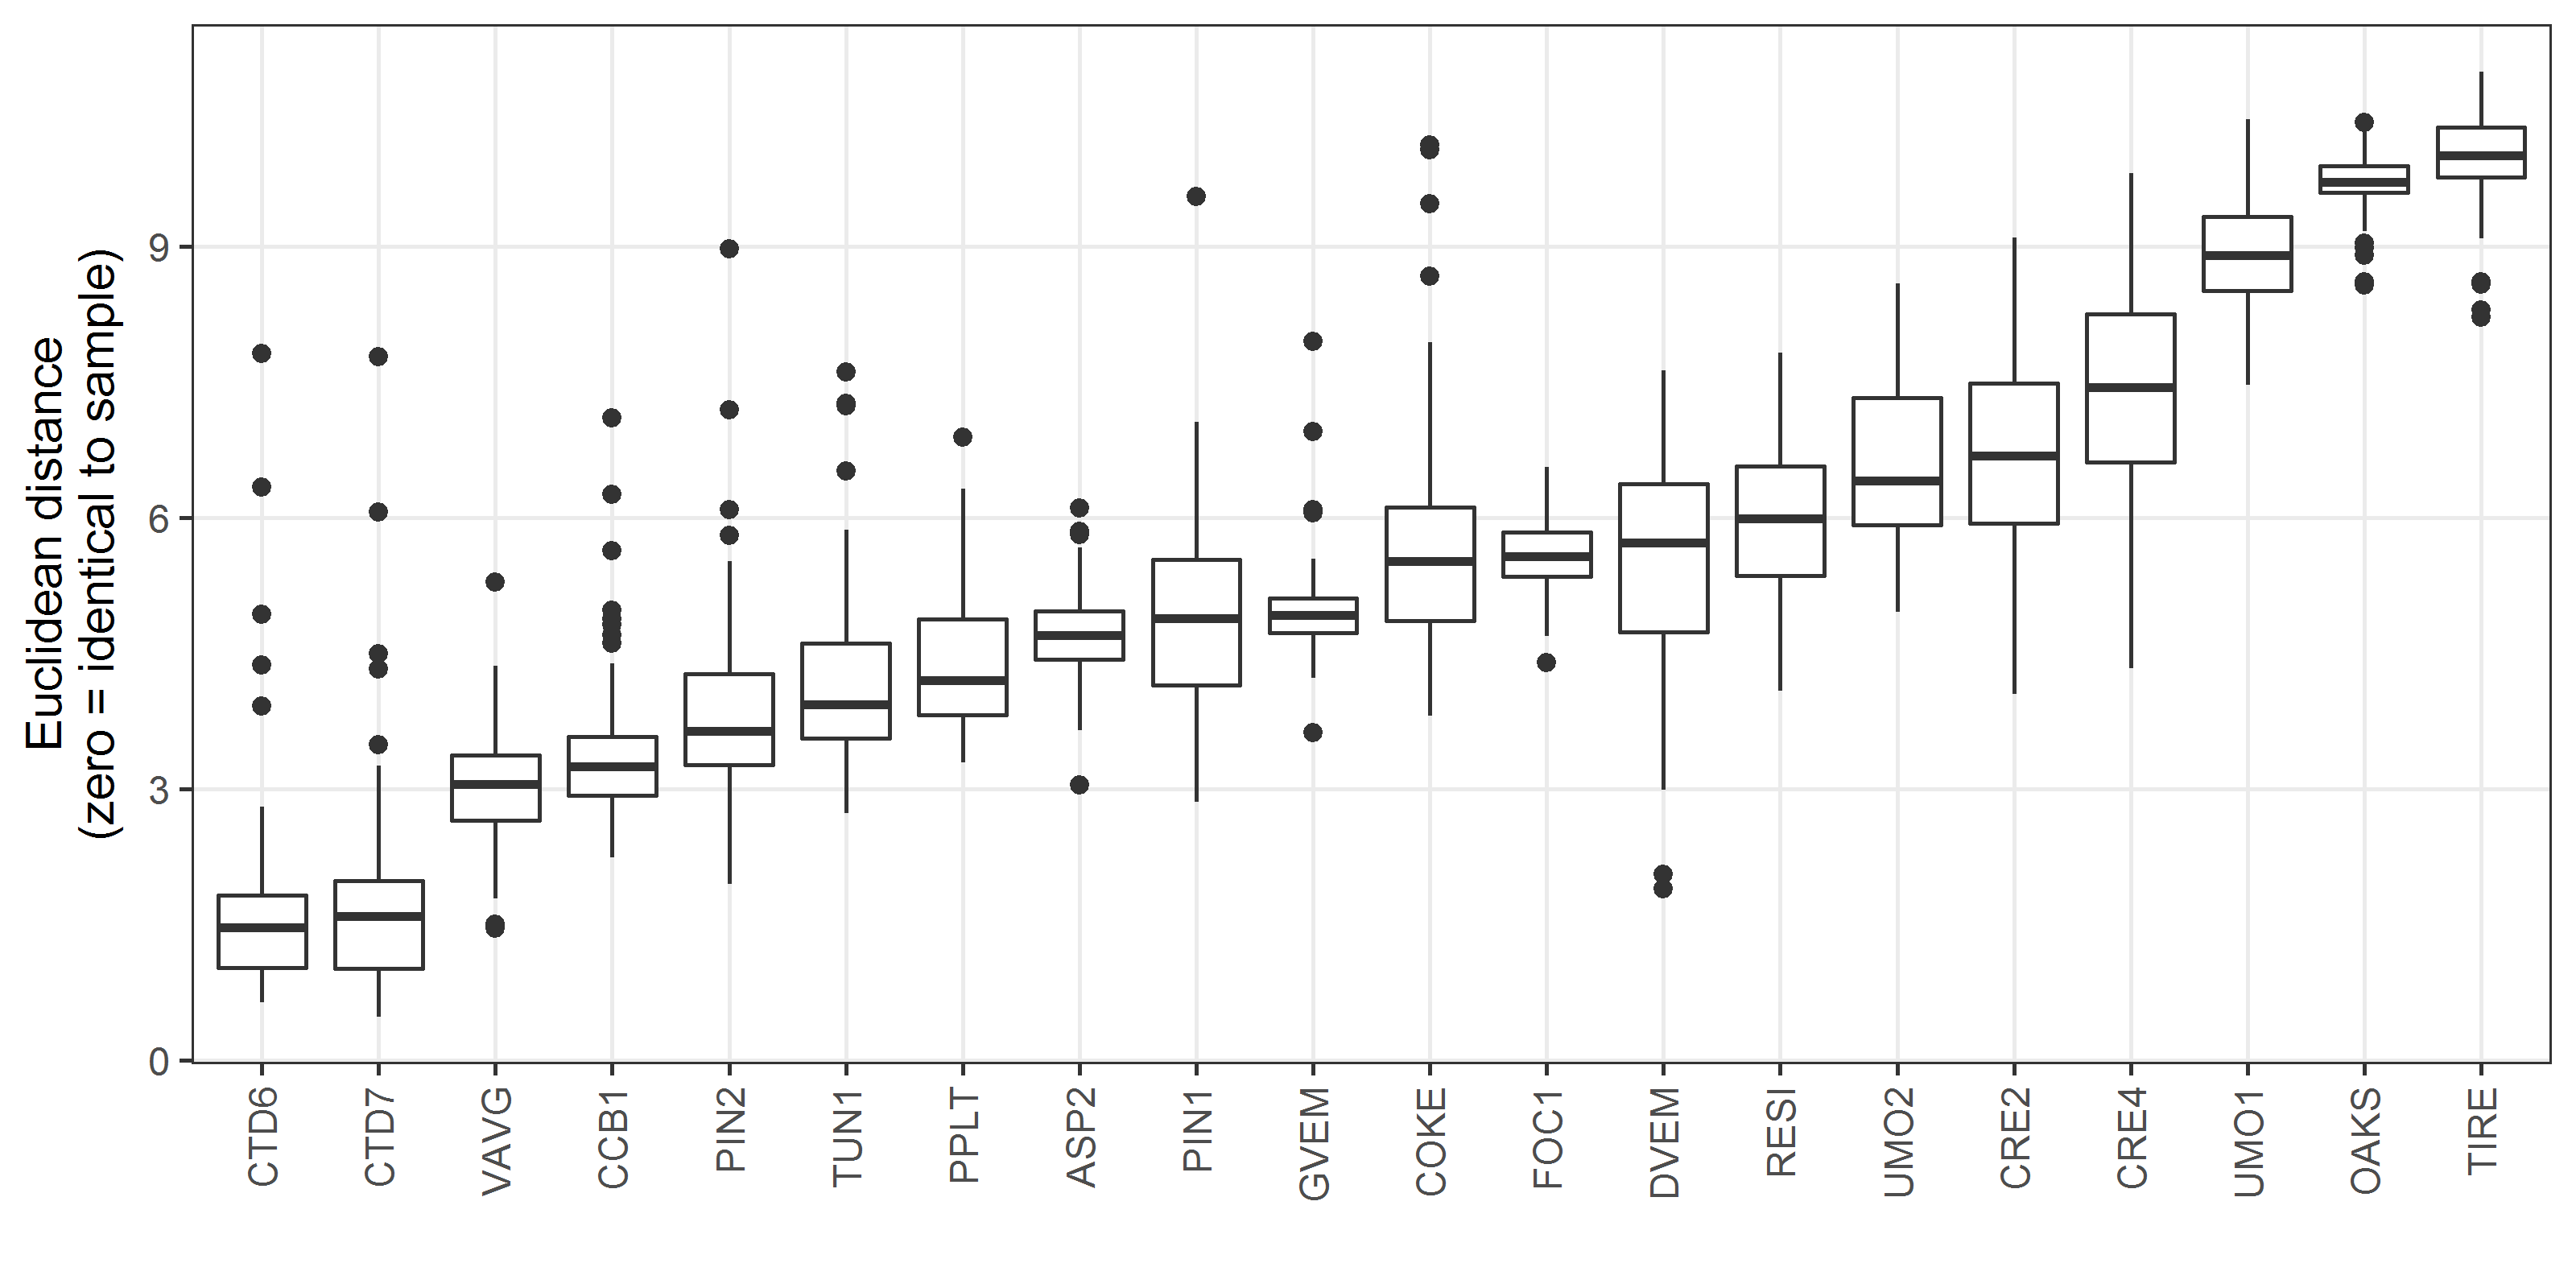 Euclidean distance
(zero = identical to sample)
9
6
3
0
CTD6
CTD7
VAVG
CCB1
PIN2
TUN1
PPLT
ASP2
PIN1
GVEM
COKE
FOC1
DVEM
RESI
UMO2
CRE2
CRE4
UMO1
OAKS
TIRE